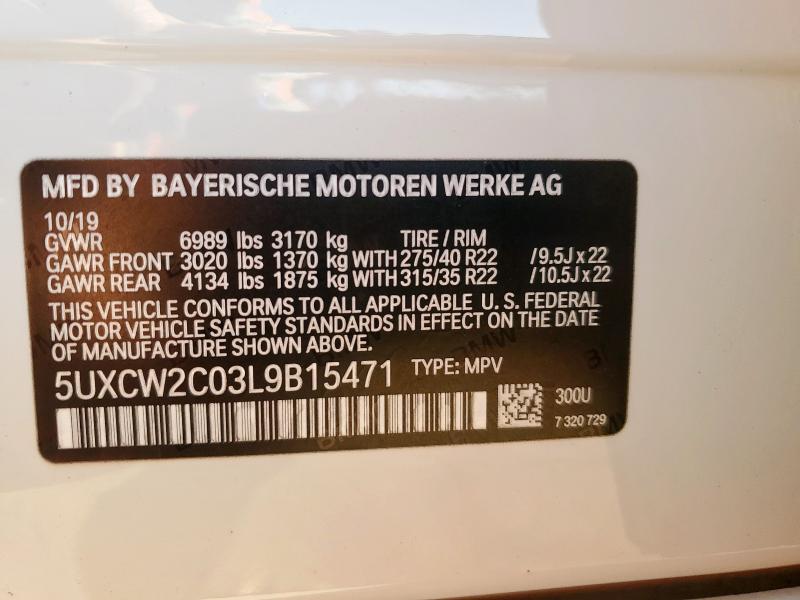 MFD BY BAYERISCHE MOTOREN WERKE AG
10/19
GVWR 6989 lbs 3170 kg TIRE / RIM
GAWR FRONT 3020 lbs 1370 kg WITH 275/40 R22 /9.5J x 22
GAWR REAR 4134 lbs 1875 kg WITH 315/35 R22 /10.5J x 22
THIS VEHICLE CONFORMS TO ALL APPLICABLE U. S. FEDERAL
MOTOR VEHICLE SAFETY STANDARDS IN EFFECT ON THE DATE
OF MANUFACTURE SHOWN ABOVE.
5UXCW2C03L9B15471 TYPE: MPV
300U
7 320 729